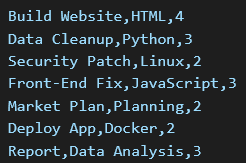 Build Website,HTML,4
Data Cleanup,Python,3
Security Patch,Linux,2
Front-End Fix,JavaScript,3
Market Plan,Planning,2
Deploy App,Docker,2
Report,Data Analysis,3